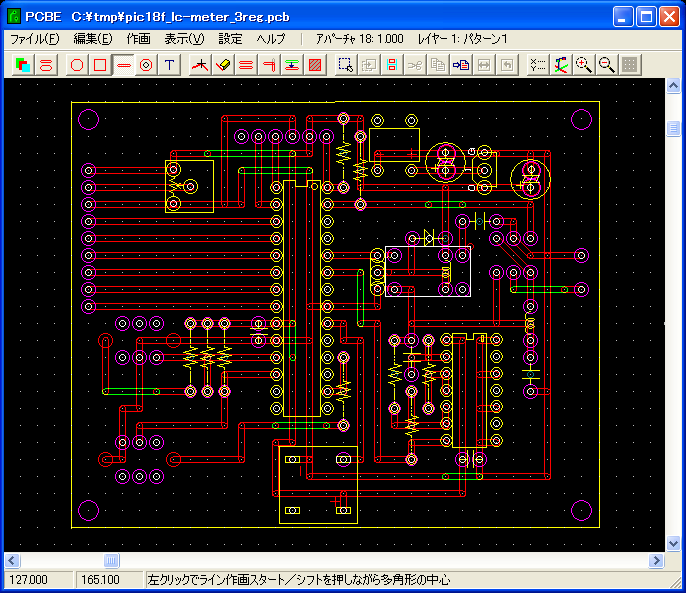 PCBE C:¥tmp¥pic18f_lc-meter_3reg.pcb
ファイル(F) 編集(E) 作画 表示(V) 設定 ヘルプ アパーチャ 18: 1.000 レイヤー 1: パターン1
T
127.000 165.100 左クリックでライン作画スタート／シフトを押しながら多角形の中心